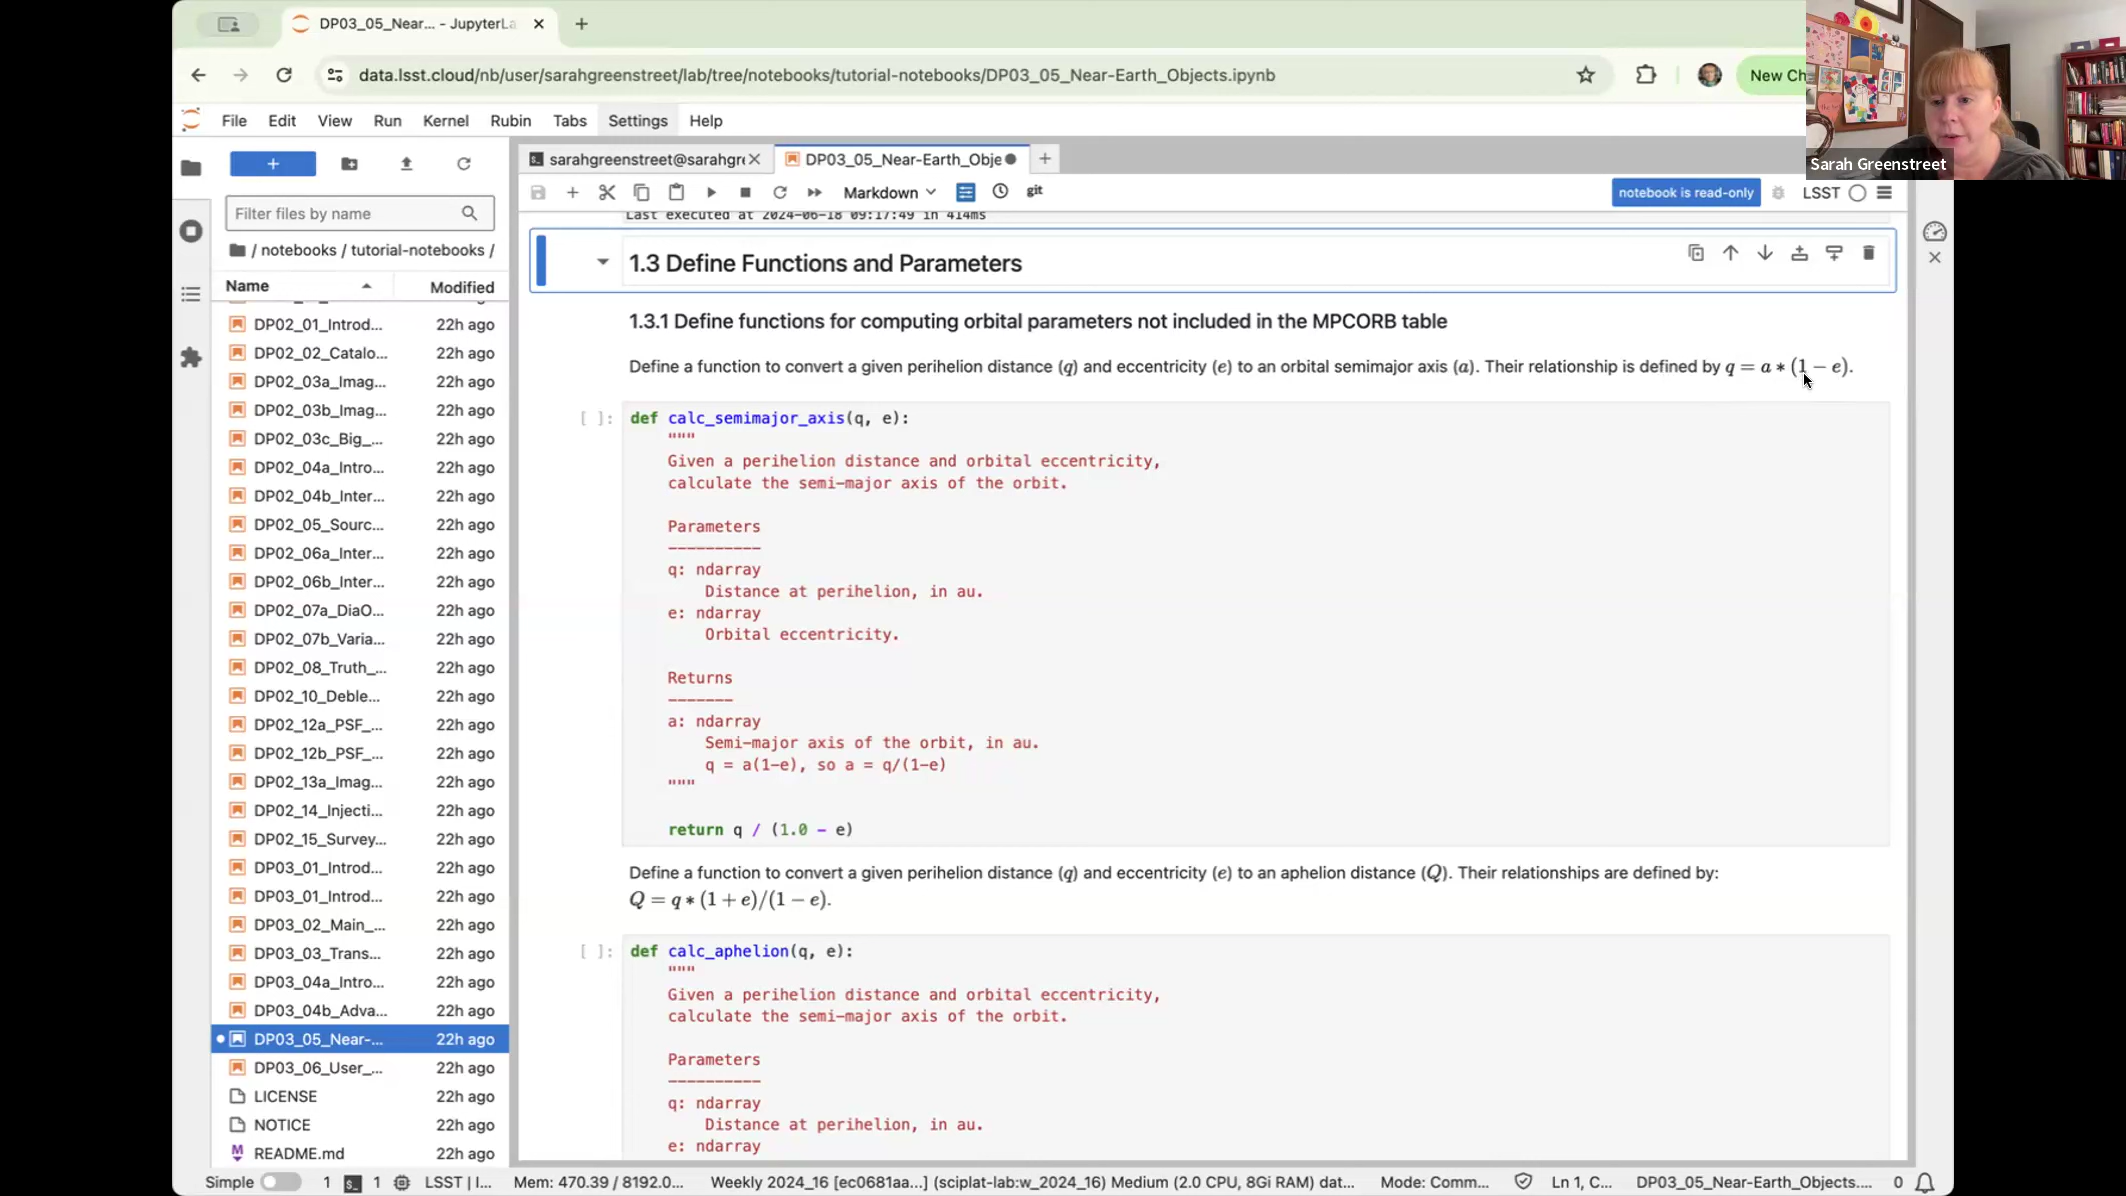 DP03_05_Near... - JupyterLa
data.lsst.cloud/nb/user/sarahgreenstreet/lab/tree/notebooks/tutorial-notebooks/DP03_05_Near-Earth_Objects.ipynb
New Ch
Sarah Greenstreet
File Edit View Run Kernel Rubin Tabs Settings Help
sarahgreenstreet@sarahgr
DP03_05_Near-Earth_Obje
Markdown
git
notebook is read-only
LSST
Filter files by name
/ notebooks / tutorial-notebooks /
Name Modified
DP02_01_Introd... 22h ago
DP02_02_Catalo... 22h ago
DP02_03a_Imag... 22h ago
DP02_03b_Imag... 22h ago
DP02_03c_Big_... 22h ago
DP02_04a_Intro... 22h ago
DP02_04b_Inter... 22h ago
DP02_05_Sourc... 22h ago
DP02_06a_Inter... 22h ago
DP02_06b_Inter... 22h ago
DP02_07a_DiaO... 22h ago
DP02_07b_Varia... 22h ago
DP02_08_Truth_... 22h ago
DP02_10_Deble... 22h ago
DP02_12a_PSF_... 22h ago
DP02_12b_PSF_... 22h ago
DP02_13a_Imag... 22h ago
DP02_14_Injecti... 22h ago
DP02_15_Survey... 22h ago
DP03_01_Introd... 22h ago
DP03_01_Introd... 22h ago
DP03_02_Main_... 22h ago
DP03_03_Trans... 22h ago
DP03_04a_Intro... 22h ago
DP03_04b_Adva... 22h ago
DP03_05_Near-... 22h ago
DP03_06_User_... 22h ago
LICENSE 22h ago
NOTICE 22h ago
README.md 22h ago
Last executed at 2024-06-18 09:17:49 in 414ms
1.3 Define Functions and Parameters
1.3.1 Define functions for computing orbital parameters not included in the MPCORB table
Define a function to convert a given perihelion distance (q) and eccentricity (e) to an orbital semimajor axis (a). Their relationship is defined by q = a * (1 − e).
[ ]: def calc_semimajor_axis(q, e):
"""
Given a perihelion distance and orbital eccentricity,
calculate the semi-major axis of the orbit.
Parameters
----------
q: ndarray
Distance at perihelion, in au.
e: ndarray
Orbital eccentricity.
Returns
-------
a: ndarray
Semi-major axis of the orbit, in au.
q = a(1-e), so a = q/(1-e)
"""
return q / (1.0 - e)
Define a function to convert a given perihelion distance (q) and eccentricity (e) to an aphelion distance (Q). Their relationships are defined by:
Q = q * (1 + e)/(1 − e).
[ ]: def calc_aphelion(q, e):
"""
Given a perihelion distance and orbital eccentricity,
calculate the semi-major axis of the orbit.
Parameters
----------
q: ndarray
Distance at perihelion, in au.
e: ndarray
Simple 1 1 LSST | I... Mem: 470.39 / 8192.0... Weekly 2024_16 [ec0681aa...] (sciplat-lab:w_2024_16) Medium (2.0 CPU, 8Gi RAM) dat... Mode: Comm... Ln 1, C... DP03_05_Near-Earth_Objects.... 0